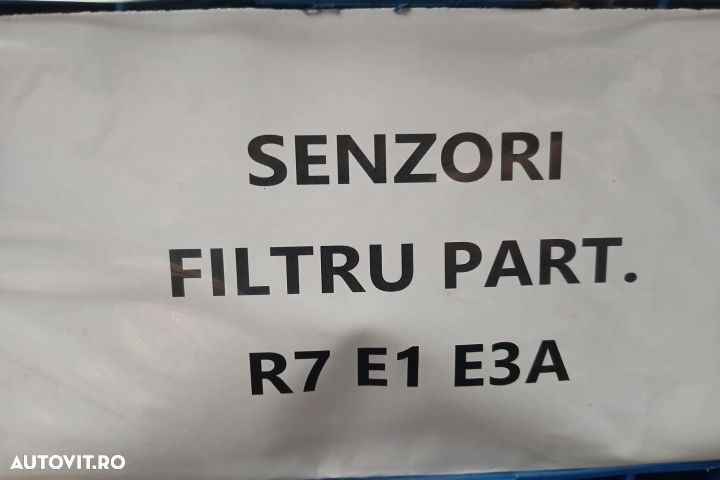 SENZORI
FILTRU PART.
R7 E1 E3A
AUTOVIT.RO